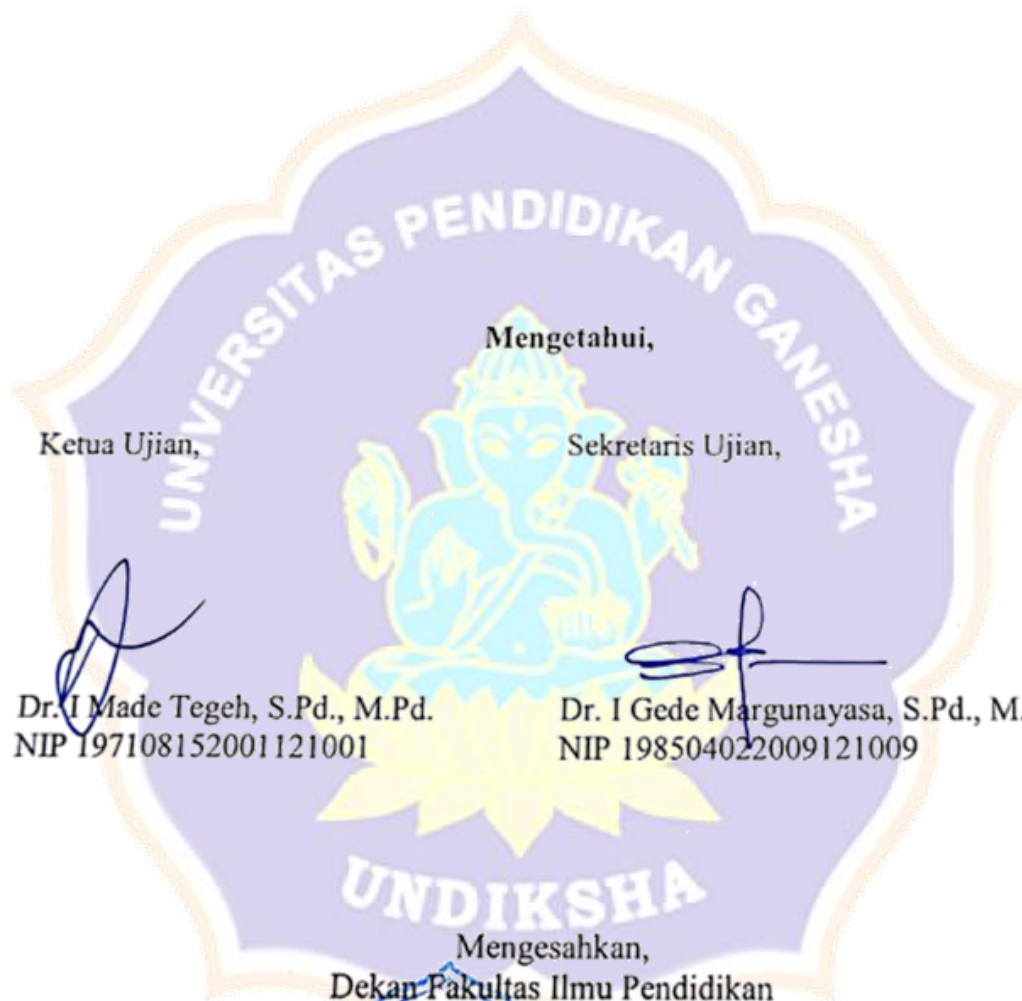 UNIVERSITAS PENDIDIKAN GANESHA
Mengetahui,
Ketua Ujian,
Sekretaris Ujian,
Dr. I Made Tegeh, S.Pd., M.Pd.
NIP 197108152001121001
Dr. I Gede Margunayasa, S.Pd., M.
NIP 198504022009121009
UNDIKSHA
Mengesahkan,
Dekan Fakultas Ilmu Pendidikan